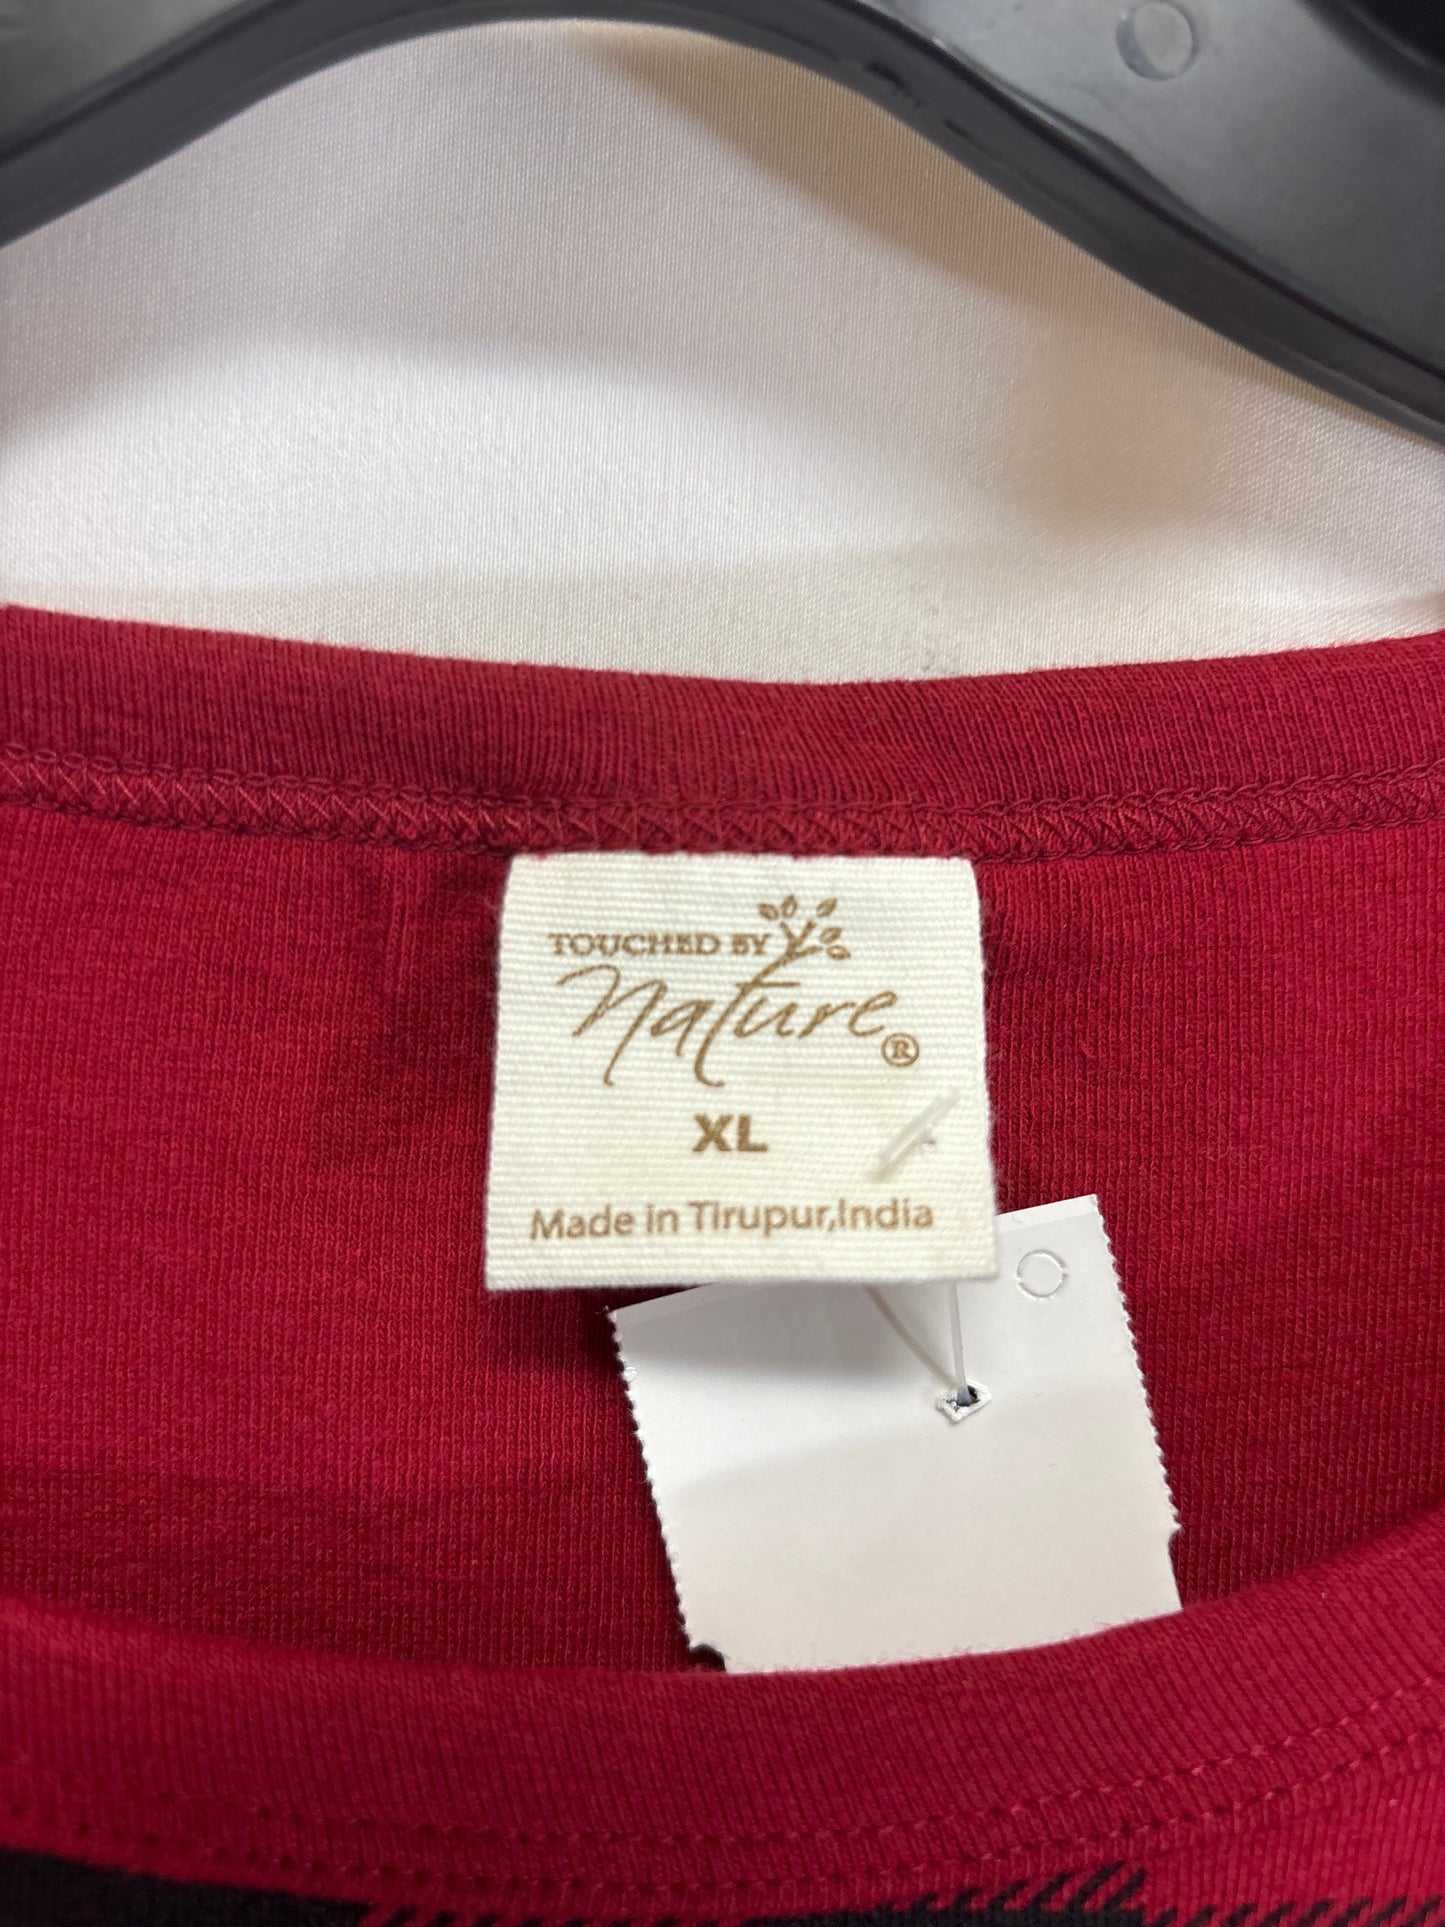 TOUCHED BY
nature®
XL
Made in Tirupur,India